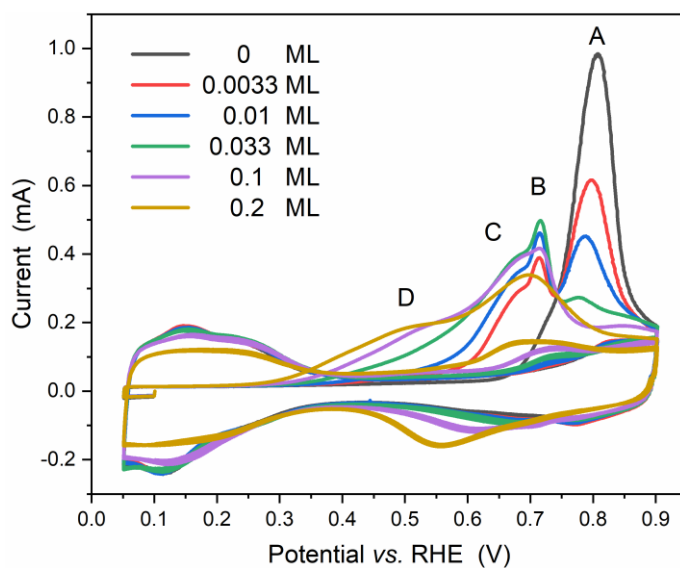 A
0 ML
0.0033 ML
0.01 ML
0.033 ML
0.1 ML
0.2 ML
B
C
D
1.0
0.8
0.6
0.4
0.2
0.0
-0.2
Current (mA)
0.0 0.1 0.2 0.3 0.4 0.5 0.6 0.7 0.8 0.9
Potential vs. RHE (V)